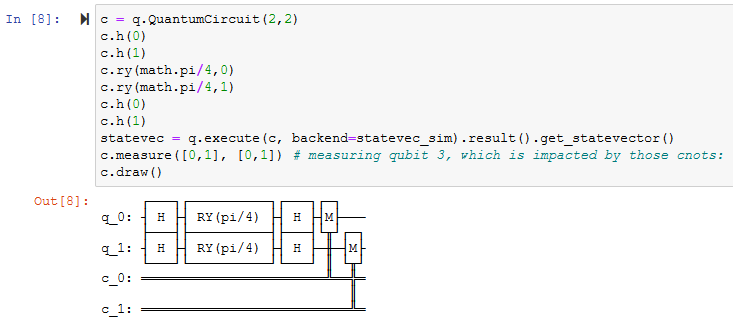 In [8]: c = q.QuantumCircuit(2,2)
c.h(0)
c.h(1)
c.ry(math.pi/4,0)
c.ry(math.pi/4,1)
c.h(0)
c.h(1)
statevec = q.execute(c, backend=statevec_sim).result().get_statevector()
c.measure([0,1], [0,1]) # measuring qubit 3, which is impacted by those cnots:
c.draw()
Out[8]:
q_0: H RY(pi/4) H M
q_1: H RY(pi/4) H M
c_0:
c_1: